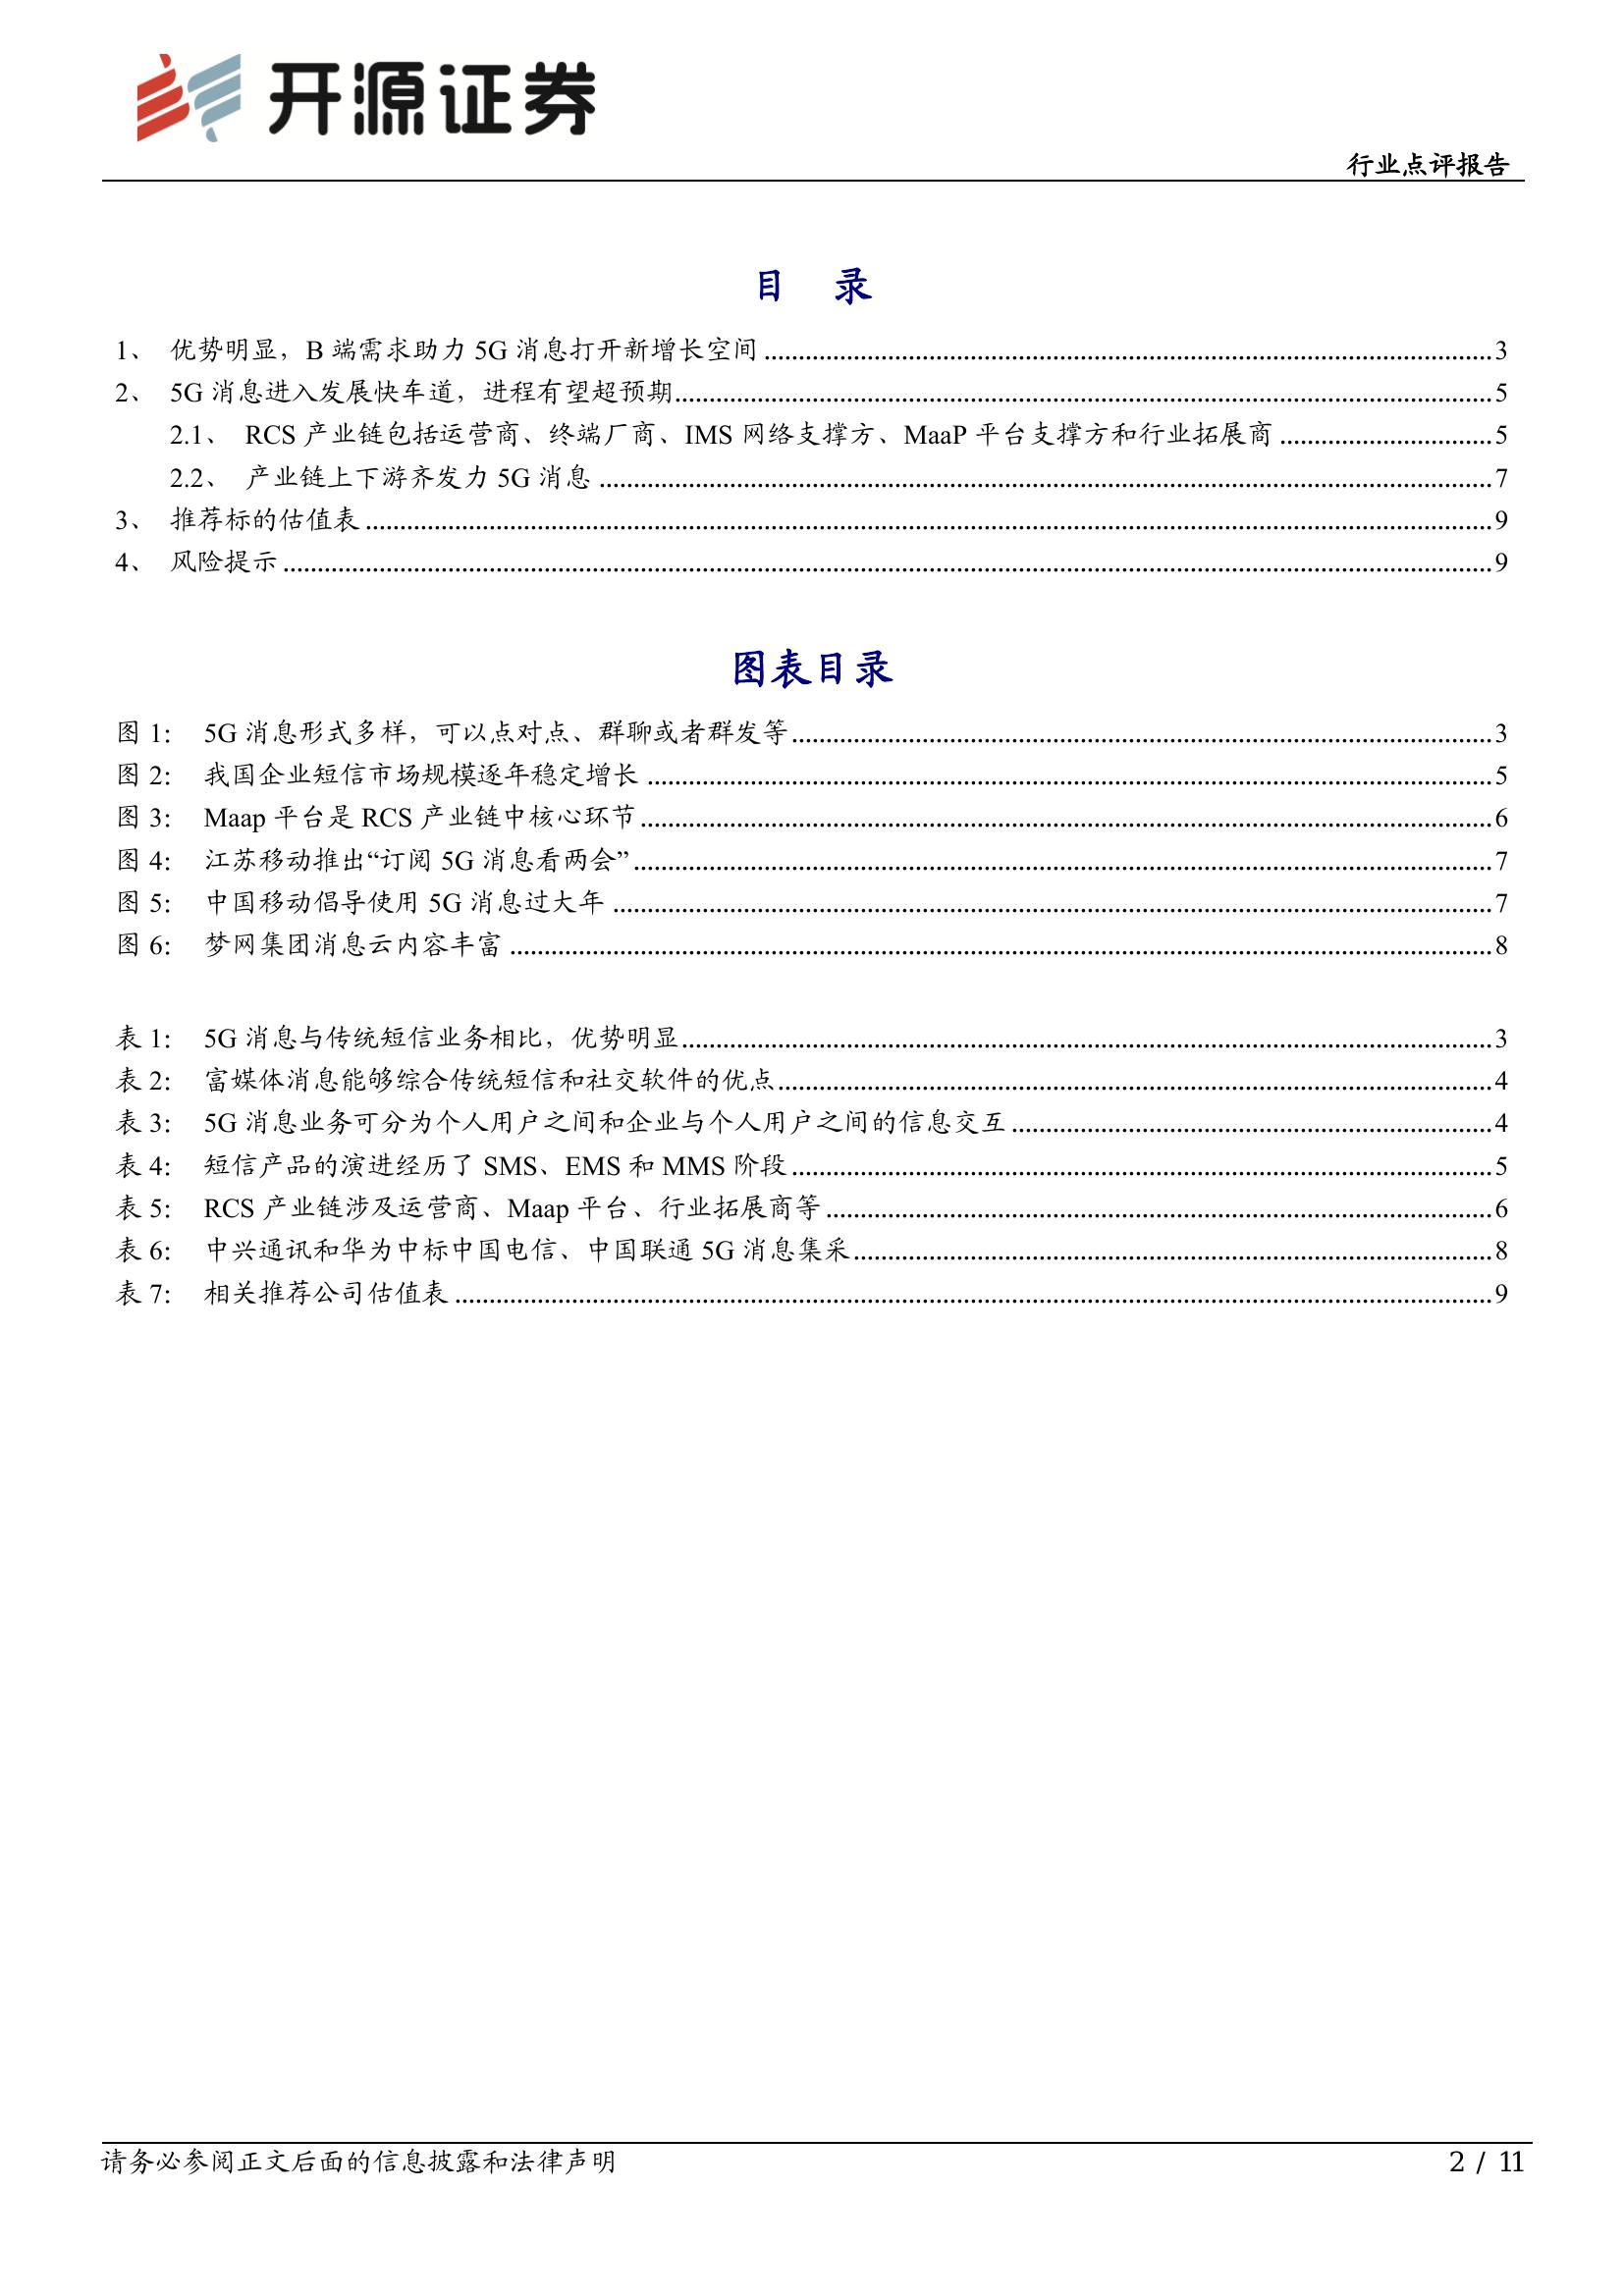 开源证券
行业点评报告
目 录
1、 优势明显，B 端需求助力 5G 消息打开新增长空间 ........ 3
2、 5G 消息进入发展快车道，进程有望超预期 ........ 5
2.1、 RCS 产业链包括运营商、终端厂商、IMS 网络支撑方、MaaP 平台支撑方和行业拓展商 ........ 5
2.2、 产业链上下游齐发力 5G 消息 ........ 7
3、 推荐标的估值表 ........ 9
4、 风险提示 ........ 9
图表目录
图 1： 5G 消息形式多样，可以点对点、群聊或者群发等 ........ 3
图 2： 我国企业短信市场规模逐年稳定增长 ........ 5
图 3： Maap 平台是 RCS 产业链中核心环节 ........ 6
图 4： 江苏移动推出“订阅 5G 消息看两会” ........ 7
图 5： 中国移动倡导使用 5G 消息过大年 ........ 7
图 6： 梦网集团消息云内容丰富 ........ 8
表 1： 5G 消息与传统短信业务相比，优势明显 ........ 3
表 2： 富媒体消息能够综合传统短信和社交软件的优点 ........ 4
表 3： 5G 消息业务可分为个人用户之间和企业与个人用户之间的信息交互 ........ 4
表 4： 短信产品的演进经历了 SMS、EMS 和 MMS 阶段 ........ 5
表 5： RCS 产业链涉及运营商、Maap 平台、行业拓展商等 ........ 6
表 6： 中兴通讯和华为中标中国电信、中国联通 5G 消息集采 ........ 8
表 7： 相关推荐公司估值表 ........ 9
请务必参阅正文后面的信息披露和法律声明
2 / 11